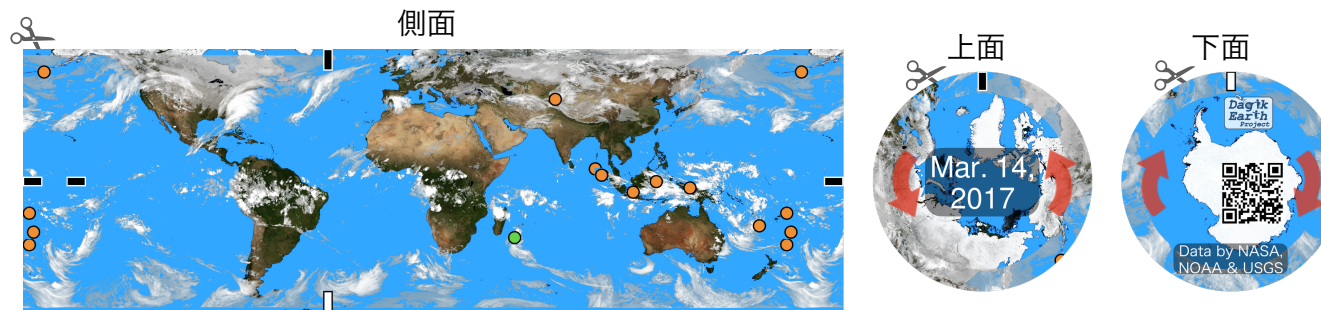 側面
上面
下面
Mar. 14,
2017
Dagik
Earth
Project
Data by NASA,
NOAA & USGS